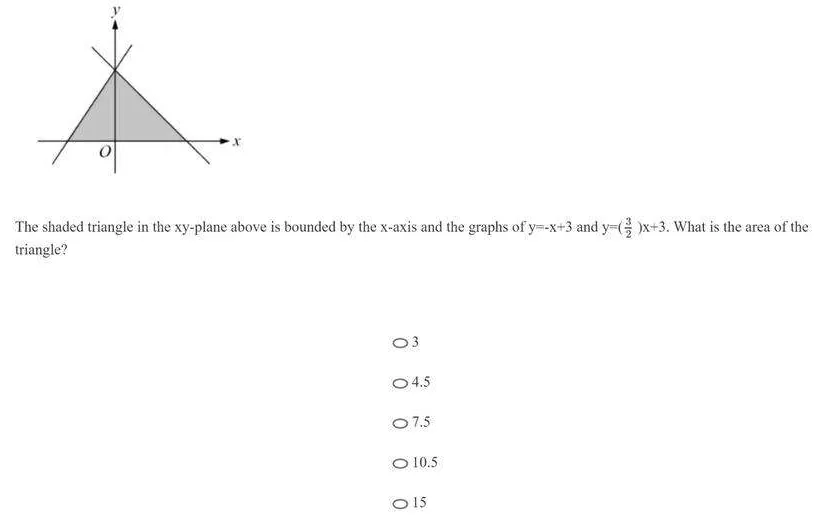 y
x
O
The shaded triangle in the xy-plane above is bounded by the x-axis and the graphs of y=-x+3 and y=(3/2 )x+3. What is the area of the
triangle?
3
4.5
7.5
10.5
15